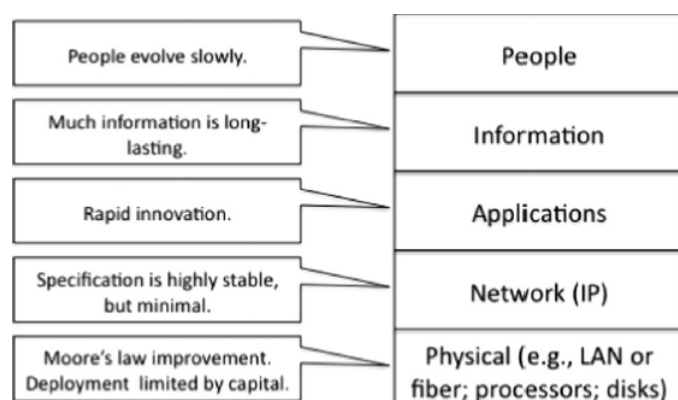 People evolve slowly.
People
Much information is long-
lasting.
Information
Rapid innovation.
Applications
Specification is highly stable,
but minimal.
Network (IP)
Moore's law improvement.
Deployment limited by capital.
Physical (e.g., LAN or
fiber; processors; disks)